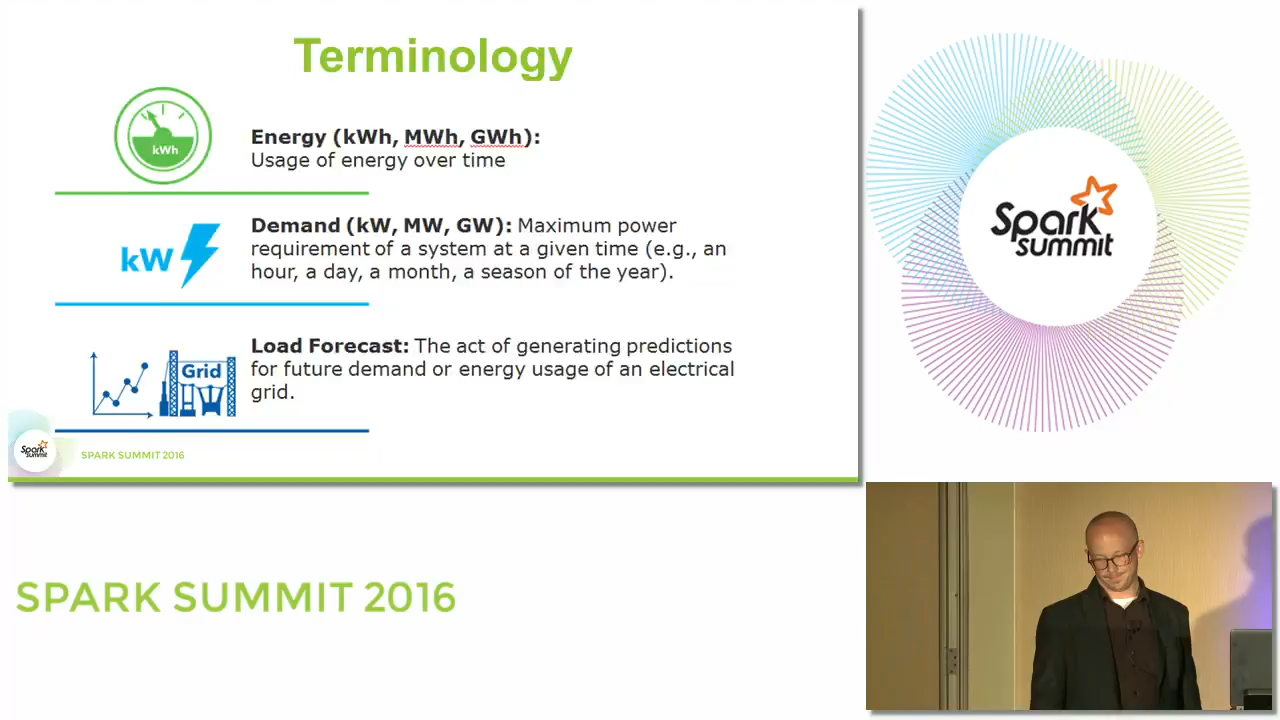 Terminology
kWh
Energy (kWh, MWh, GWh):
Usage of energy over time
kW
Demand (kW, MW, GW): Maximum power
requirement of a system at a given time (e.g., an
hour, a day, a month, a season of the year).
Grid
Load Forecast: The act of generating predictions
for future demand or energy usage of an electrical
grid.
Spark
Summit
SPARK SUMMIT 2016
Spark
summit
SPARK SUMMIT 2016